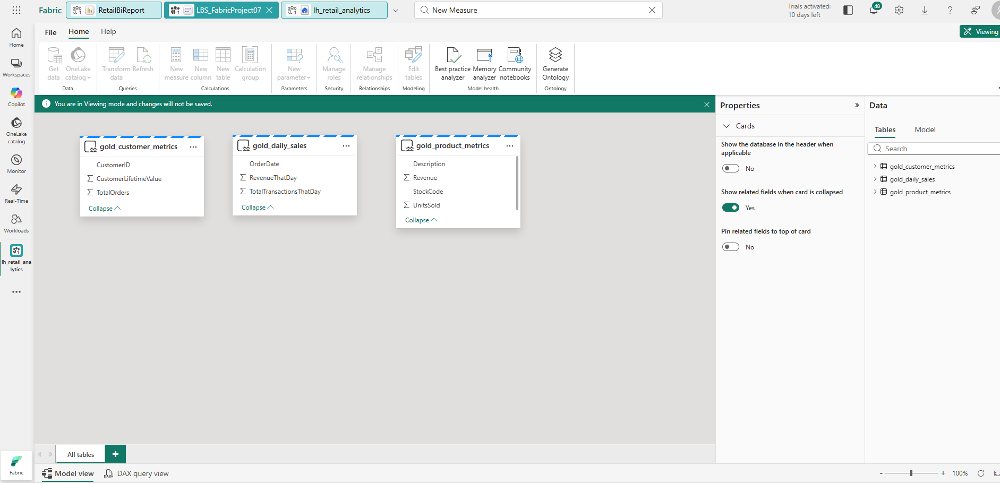 Fabric
RetailBiReport
LBS_FabricProject07
lh_retail_analytics
New Measure
Trials activated:
10 days left
48
File
Home
Help
Viewing
Home
Workspaces
Copilot
OneLake
catalog
Monitor
Real-Time
Workloads
lh_retail_ana
lytics
Fabric
Get
data
OneLake
catalog
Data
Transform
data
Refresh
Queries
New
measure
New
column
New
table
Calculation
group
Calculations
New
parameter
Parameters
Manage
roles
Security
Manage
relationships
Relationships
Edit
tables
Modeling
Best practice
analyzer
Memory
analyzer
Community
notebooks
Model health
Generate
Ontology
Ontology
You are in Viewing mode and changes will not be saved.
gold_customer_metrics
CustomerID
CustomerLifetimeValue
TotalOrders
Collapse
gold_daily_sales
OrderDate
RevenueThatDay
TotalTransactionsThatDay
Collapse
gold_product_metrics
Description
Revenue
StockCode
UnitsSold
Collapse
Properties
Cards
Show the database in the header when
applicable
No
Show related fields when card is collapsed
Yes
Pin related fields to top of card
No
Data
Tables
Model
Search
gold_customer_metrics
gold_daily_sales
gold_product_metrics
All tables
Model view
DAX
DAX query view
100%